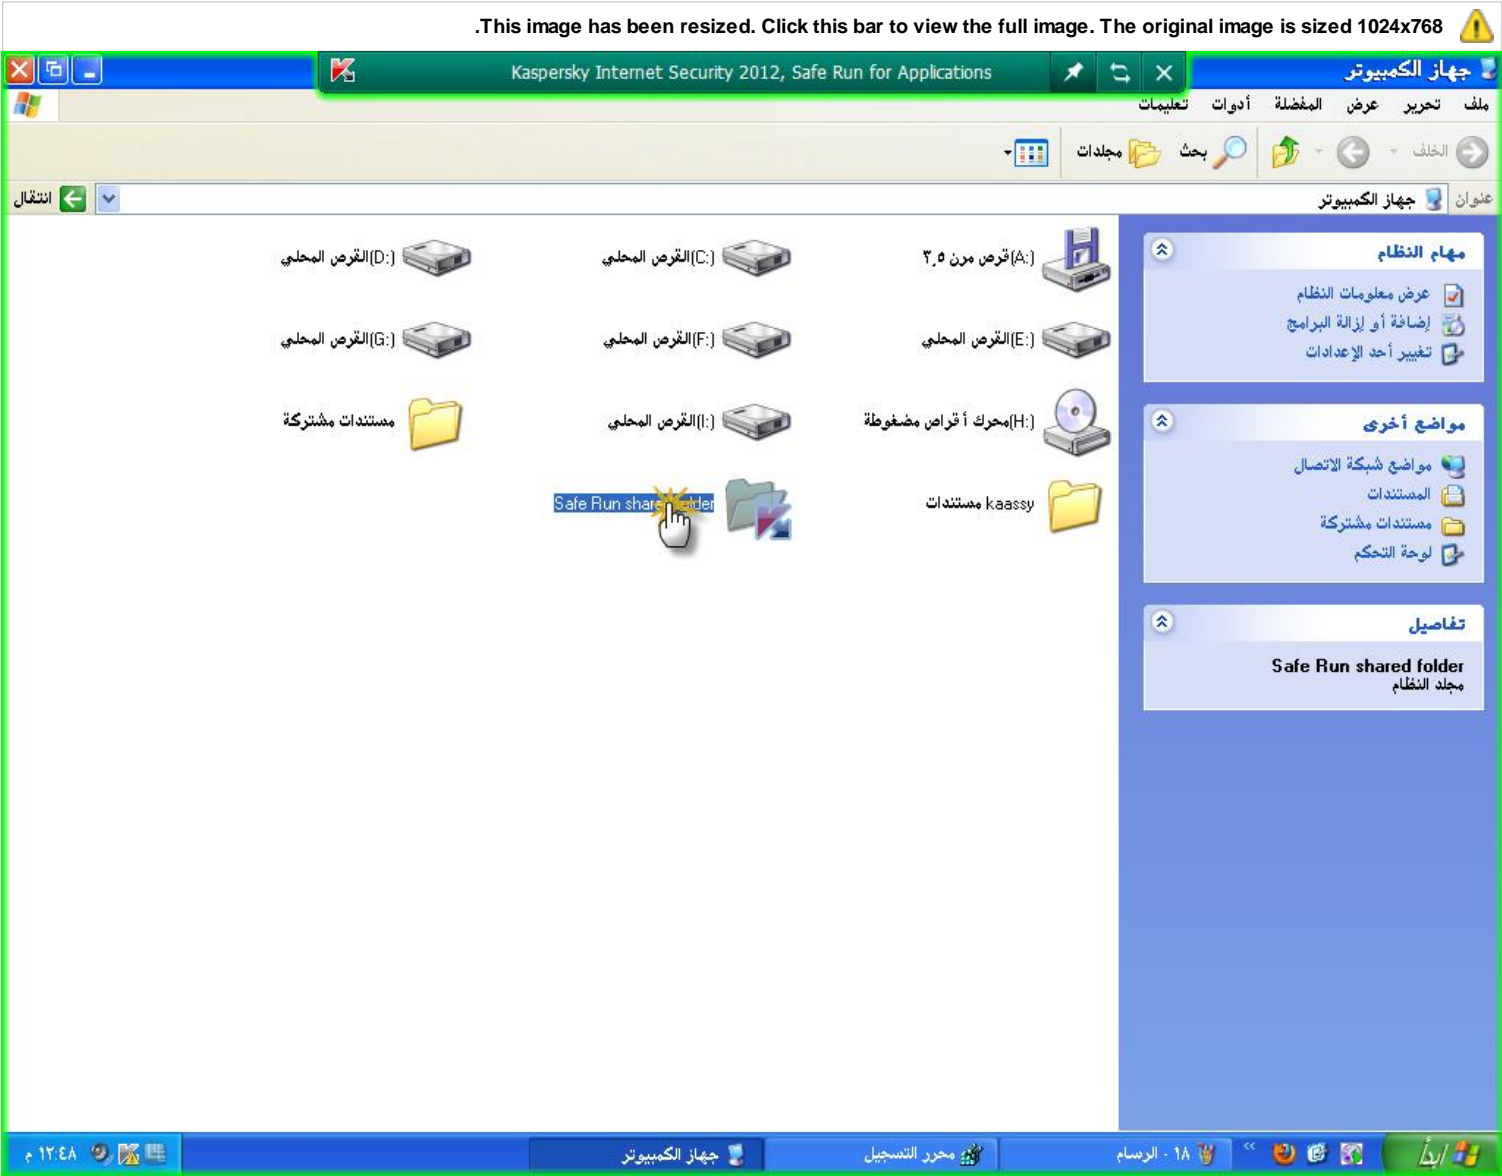 .This image has been resized. Click this bar to view the full image. The original image is sized 1024x768
جهاز الكمبيوتر
Kaspersky Internet Security 2012, Safe Run for Applications
ملف تحرير عرض المفضلة أدوات تعليمات
الخلف بحث مجلدات
عنوان جهاز الكمبيوتر انتقال
مهام النظام
عرض معلومات النظام
إضافة أو إزالة البرامج
تغيير أحد الإعدادات
مواضع أخرى
مواضع شبكة الاتصال
المستندات
مستندات مشتركة
لوحة التحكم
تفاصيل
Safe Run shared folder
مجلد النظام
قرص مرن ٣٫٥(A:)
القرص المحلي(C:)
القرص المحلي(D:)
القرص المحلي(E:)
القرص المحلي(F:)
القرص المحلي(G:)
محرك أقراص مضغوطة(H:)
القرص المحلي(I:)
مستندات مشتركة
مستندات kaassy
Safe Run shared folder
ابدأ
١٨ - الرسام
محرر التسجيل
جهاز الكمبيوتر
١٢:٤٨ م